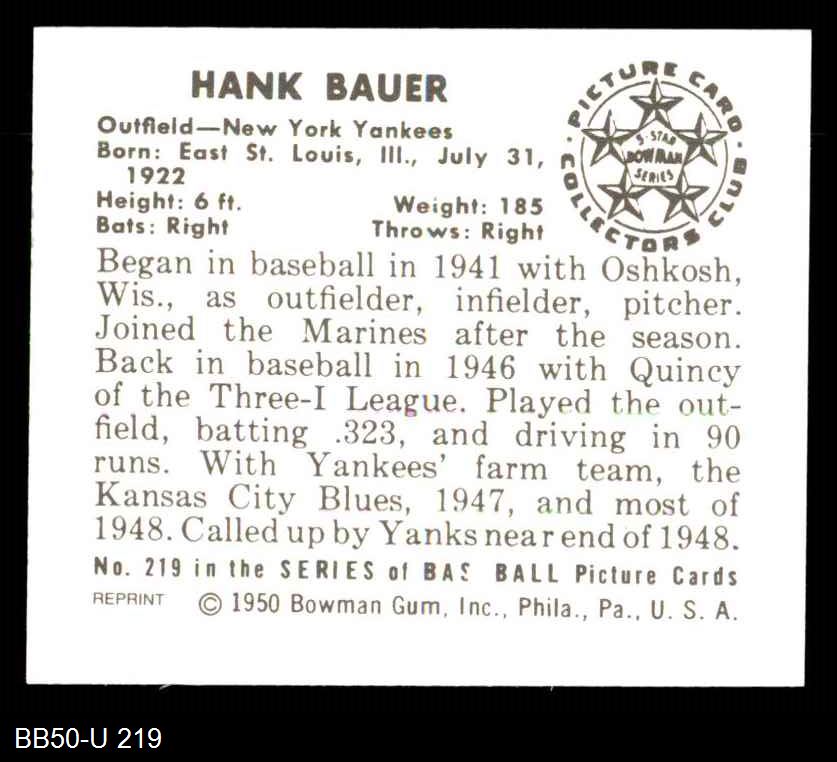 HANK BAUER
Outfield—New York Yankees
Born: East St. Louis, Ill., July 31,
1922
Height: 6 ft. Weight: 185
Bats: Right Throws: Right
PICTURE CARD
COLLECTORS CLUB
5-STAR
BOWMAN
SERIES
Began in baseball in 1941 with Oshkosh,
Wis., as outfielder, infielder, pitcher.
Joined the Marines after the season.
Back in baseball in 1946 with Quincy
of the Three-I League. Played the out-
field, batting .323, and driving in 90
runs. With Yankees' farm team, the
Kansas City Blues, 1947, and most of
1948. Called up by Yanks near end of 1948.
No. 219 in the SERIES of BAS BALL Picture Cards
REPRINT © 1950 Bowman Gum, Inc., Phila., Pa., U. S. A.
BB50-U 219